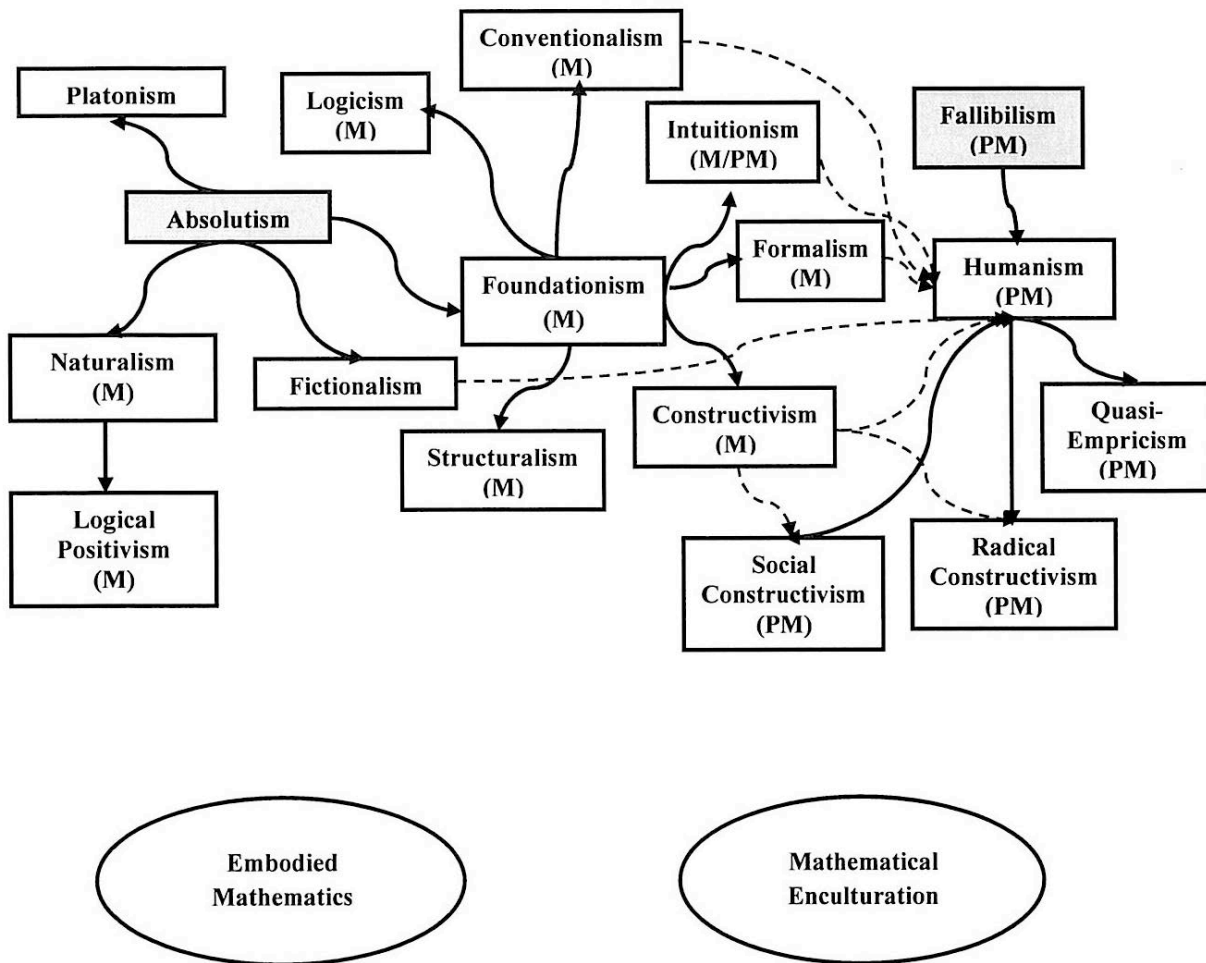 Conventionalism
(M)
Platonism
Logicism
(M)
Intuitionism
(M/PM)
Fallibilism
(PM)
Absolutism
Foundationism
(M)
Formalism
(M)
Humanism
(PM)
Naturalism
(M)
Fictionalism
Constructivism
(M)
Quasi-
Empricism
(PM)
Structuralism
(M)
Logical
Positivism
(M)
Social
Constructivism
(PM)
Radical
Constructivism
(PM)
Embodied
Mathematics
Mathematical
Enculturation